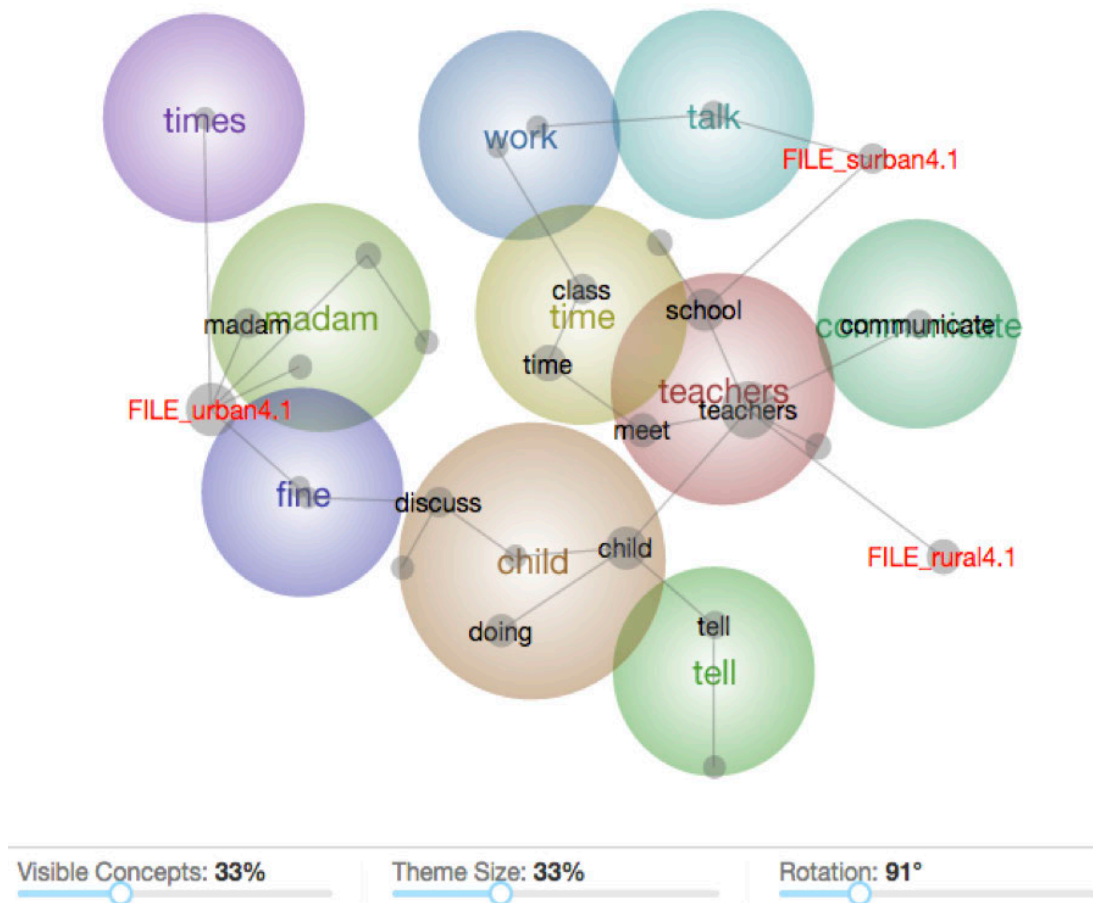 times
work
talk
FILE_surban4.1
class
school
madam
madam
time
communicate
communicate
time
teachers
FILE_urban4.1
teachers
meet
fine
discuss
child
child
FILE_rural4.1
doing
tell
tell
Visible Concepts: 33%
Theme Size: 33%
Rotation: 91°